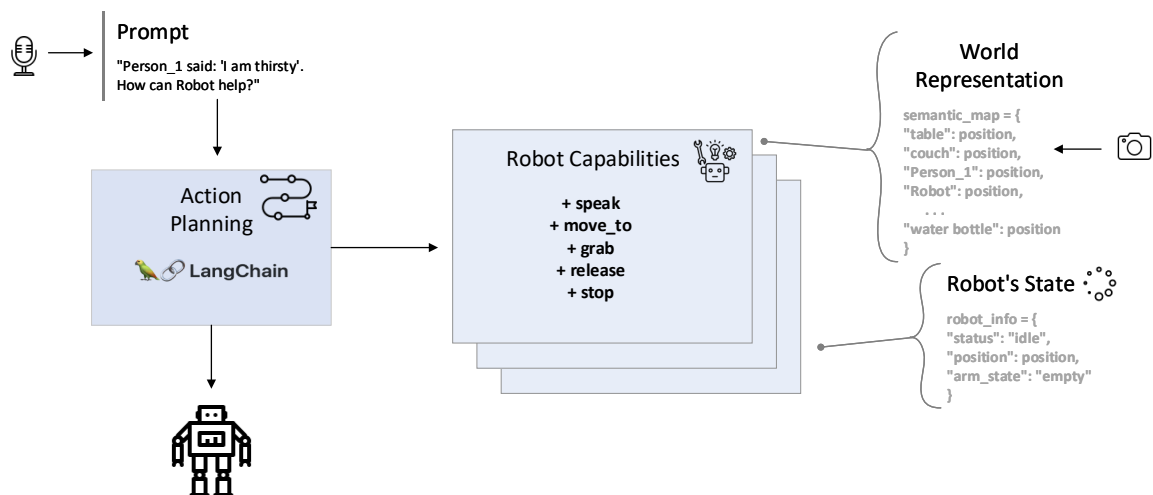 Prompt
"Person_1 said: 'I am thirsty'.
How can Robot help?"
Action
Planning
LangChain
Robot Capabilities
+ speak
+ move_to
+ grab
+ release
+ stop
World
Representation
semantic_map = {
"table": position,
"couch": position,
"Person_1": position,
"Robot": position,
. . .
"water bottle": position
}
Robot's State
robot_info = {
"status": "idle",
"position": position,
"arm_state": "empty"
}